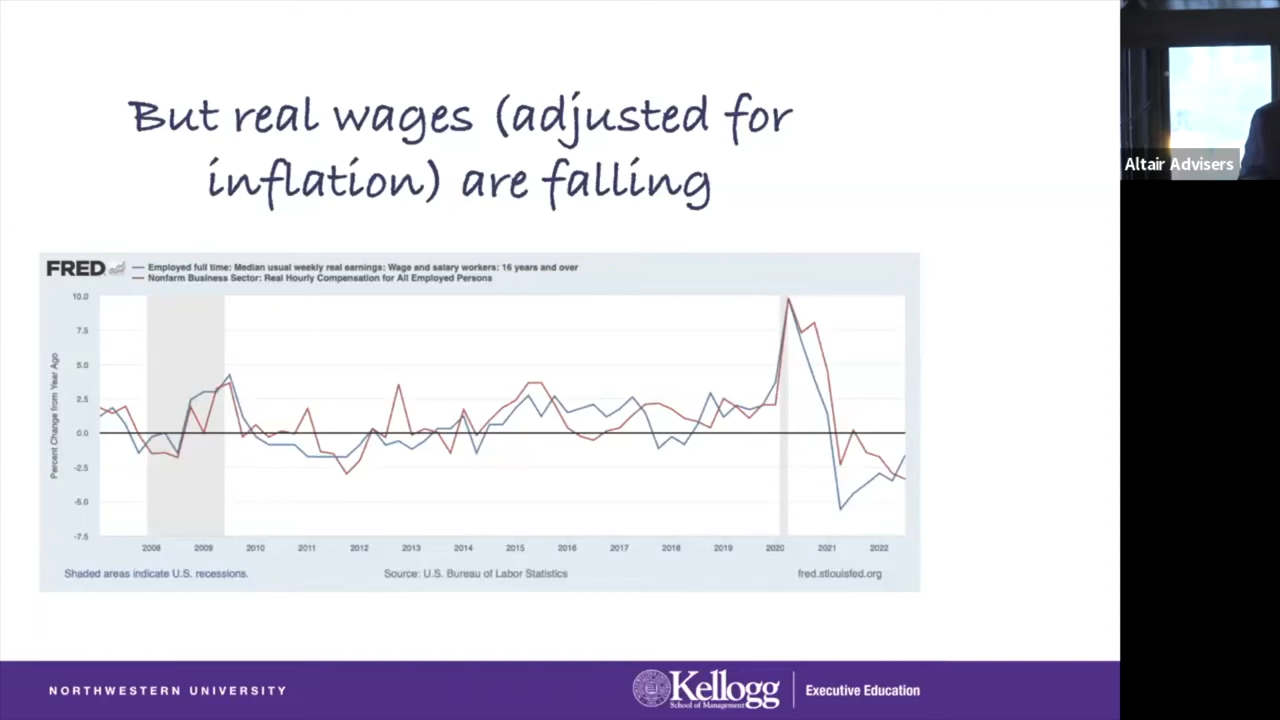 But real wages (adjusted for
inflation) are falling
Altair Advisers
FRED
Employed full time: Median usual weekly real earnings: Wage and salary workers: 16 years and over
Nonfarm Business Sector: Real Hourly Compensation for All Employed Persons
Percent Change from Year Ago
10.0
7.5
5.0
2.5
0.0
-2.5
-5.0
-7.5
2008 2009 2010 2011 2012 2013 2014 2015 2016 2017 2018 2019 2020 2021 2022
Shaded areas indicate U.S. recessions. Source: U.S. Bureau of Labor Statistics fred.stlouisfed.org
NORTHWESTERN UNIVERSITY
Kellogg
School of Management
Executive Education